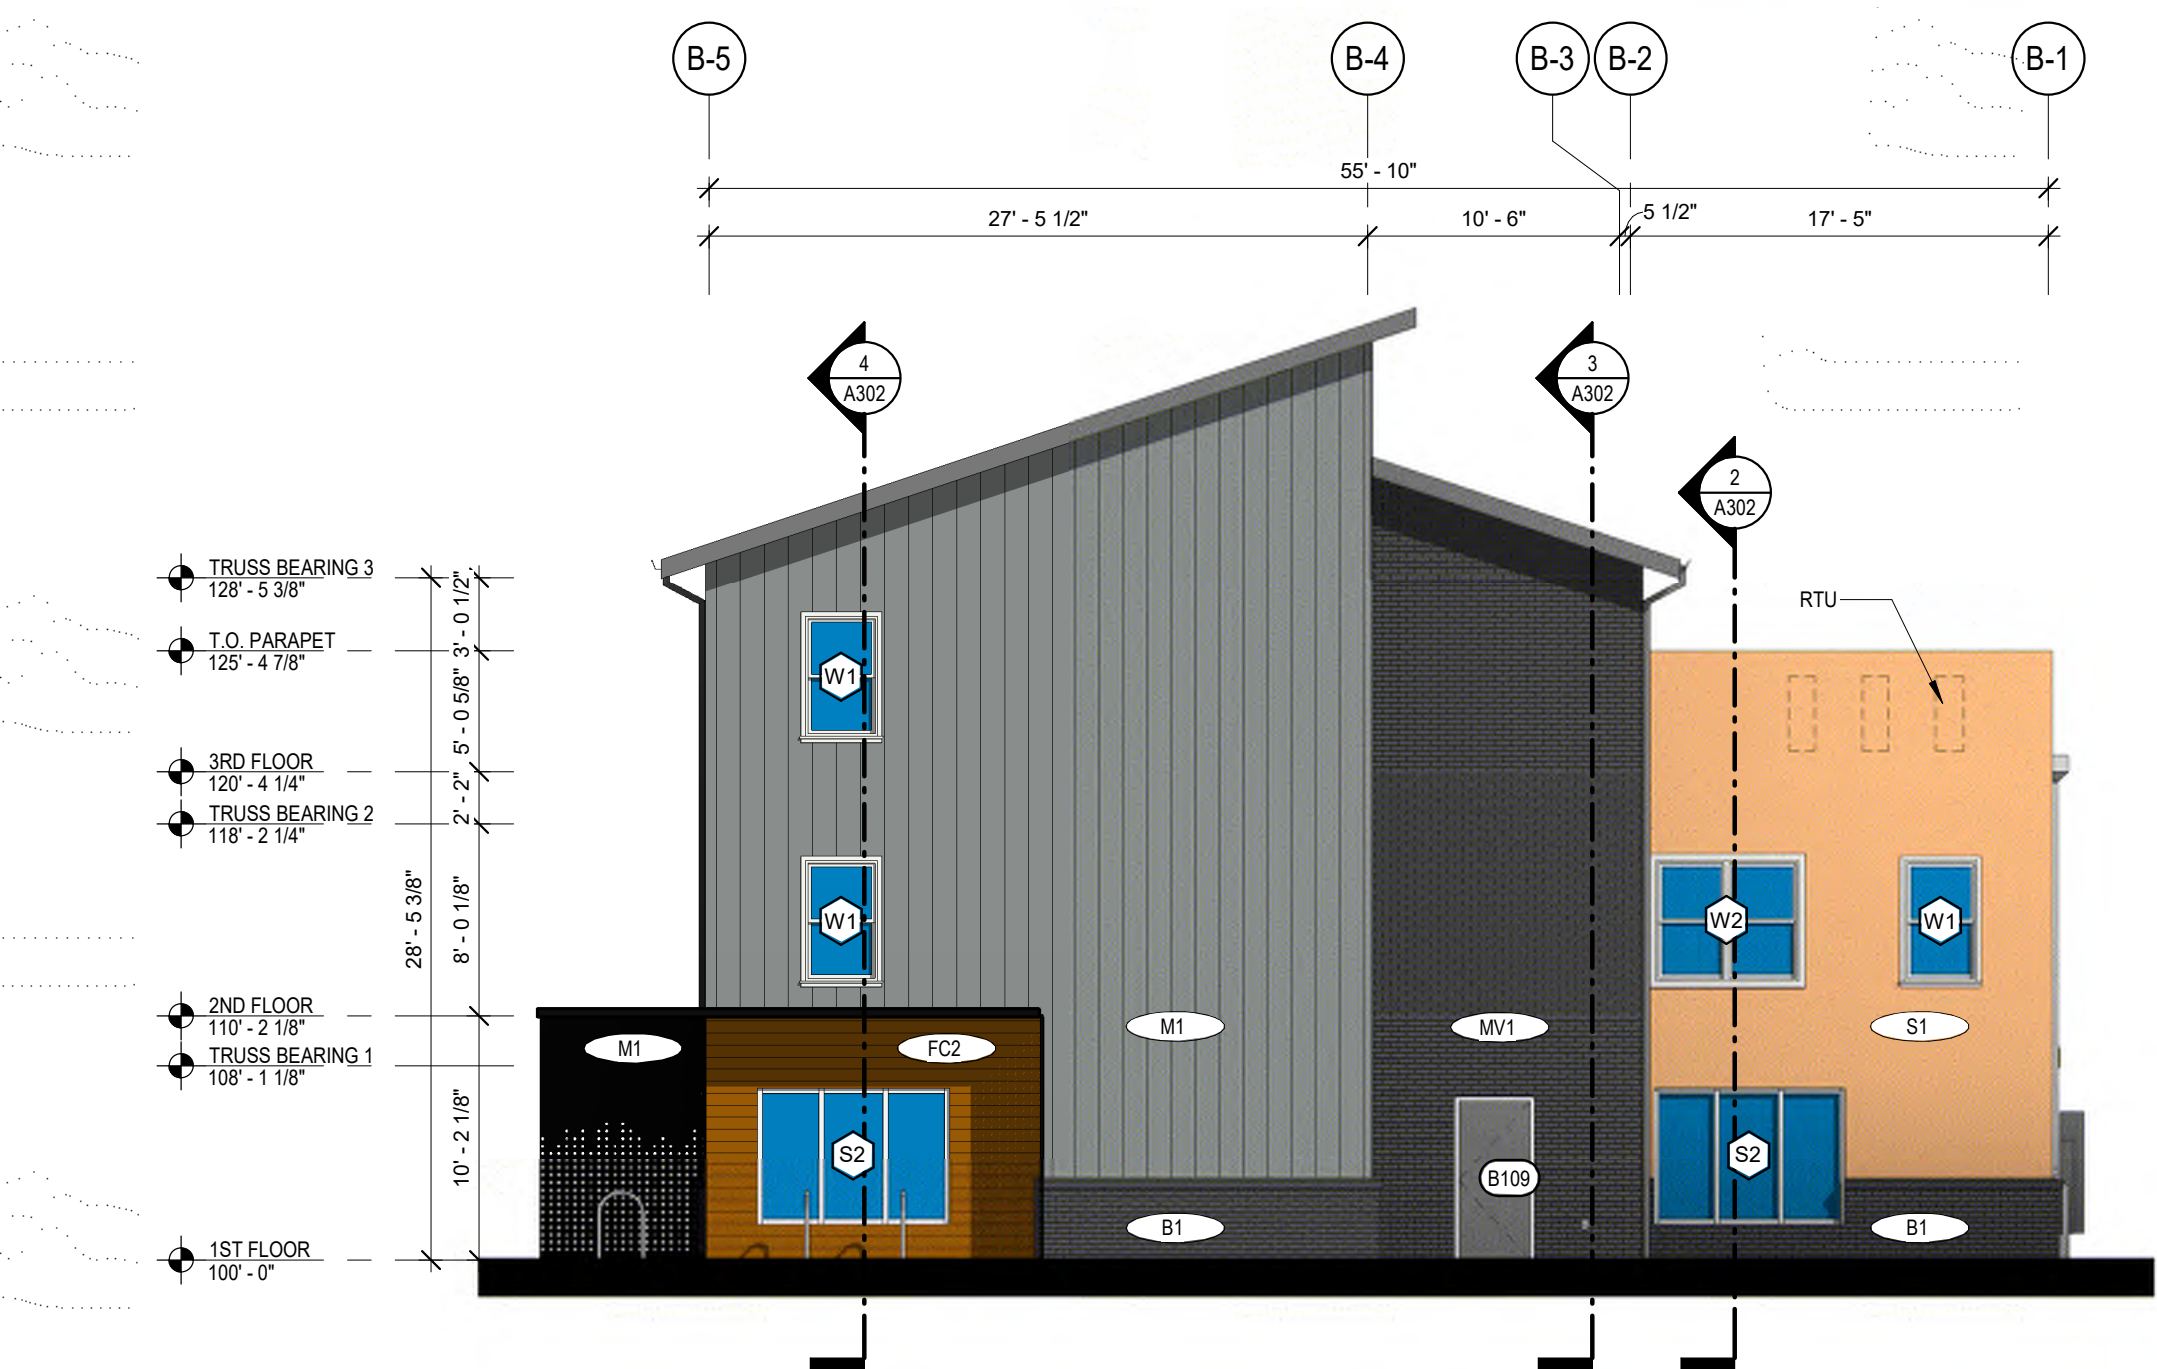 B-5
B-4
B-3
B-2
B-1
55' - 10"
27' - 5 1/2"
10' - 6"
5 1/2"
17' - 5"
4
A302
3
A302
2
A302
TRUSS BEARING 3
128' - 5 3/8"
T.O. PARAPET
125' - 4 7/8"
3RD FLOOR
120' - 4 1/4"
TRUSS BEARING 2
118' - 2 1/4"
2ND FLOOR
110' - 2 1/8"
TRUSS BEARING 1
108' - 1 1/8"
1ST FLOOR
100' - 0"
28' - 5 3/8"
3' - 0 1/2"
5' - 0 5/8"
2' - 2"
8' - 0 1/8"
10' - 2 1/8"
RTU
W1
W1
W2
W1
M1
FC2
M1
MV1
S1
S2
B109
S2
B1
B1